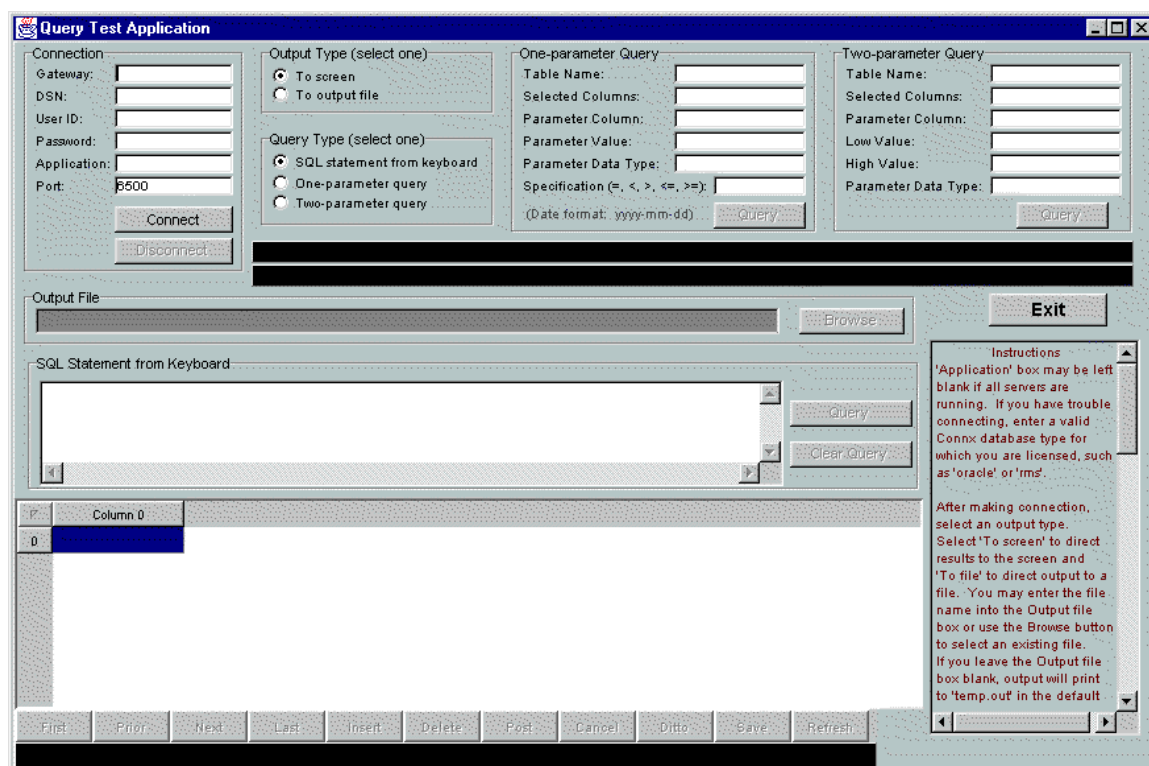 Query Test Application
Connection
Gateway:
DSN:
User ID:
Password:
Application:
Port: 6500
Connect
Disconnect
Output Type (select one)
To screen
To output file
Query Type (select one)
SQL statement from keyboard
One-parameter query
Two-parameter query
One-parameter Query
Table Name:
Selected Columns:
Parameter Column:
Parameter Value:
Parameter Data Type:
Specification (=, <, >, <=, >=):
(Date format: yyyy-mm-dd)
Query
Two-parameter Query
Table Name:
Selected Columns:
Parameter Column:
Low Value:
High Value:
Parameter Data Type:
Query
Output File
Browse
Exit
SQL Statement from Keyboard
Query
Clear Query
Instructions
'Application' box may be left
blank if all servers are
running. If you have trouble
connecting, enter a valid
Connx database type for
which you are licensed, such
as 'oracle' or 'rms'.
After making connection,
select an output type.
Select 'To screen' to direct
results to the screen and
'To file' to direct output to a
file. You may enter the file
name into the Output file
box or use the Browse button
to select an existing file.
If you leave the Output file
box blank, output will print
to 'temp.out' in the default
Column 0
0
First
Prior
Next
Last
Insert
Delete
Post
Cancel
Ditto
Save
Refresh